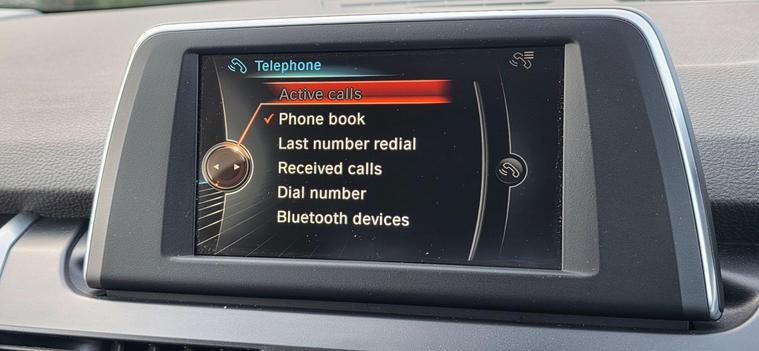 Telephone
Active calls
Phone book
Last number redial
Received calls
Dial number
Bluetooth devices